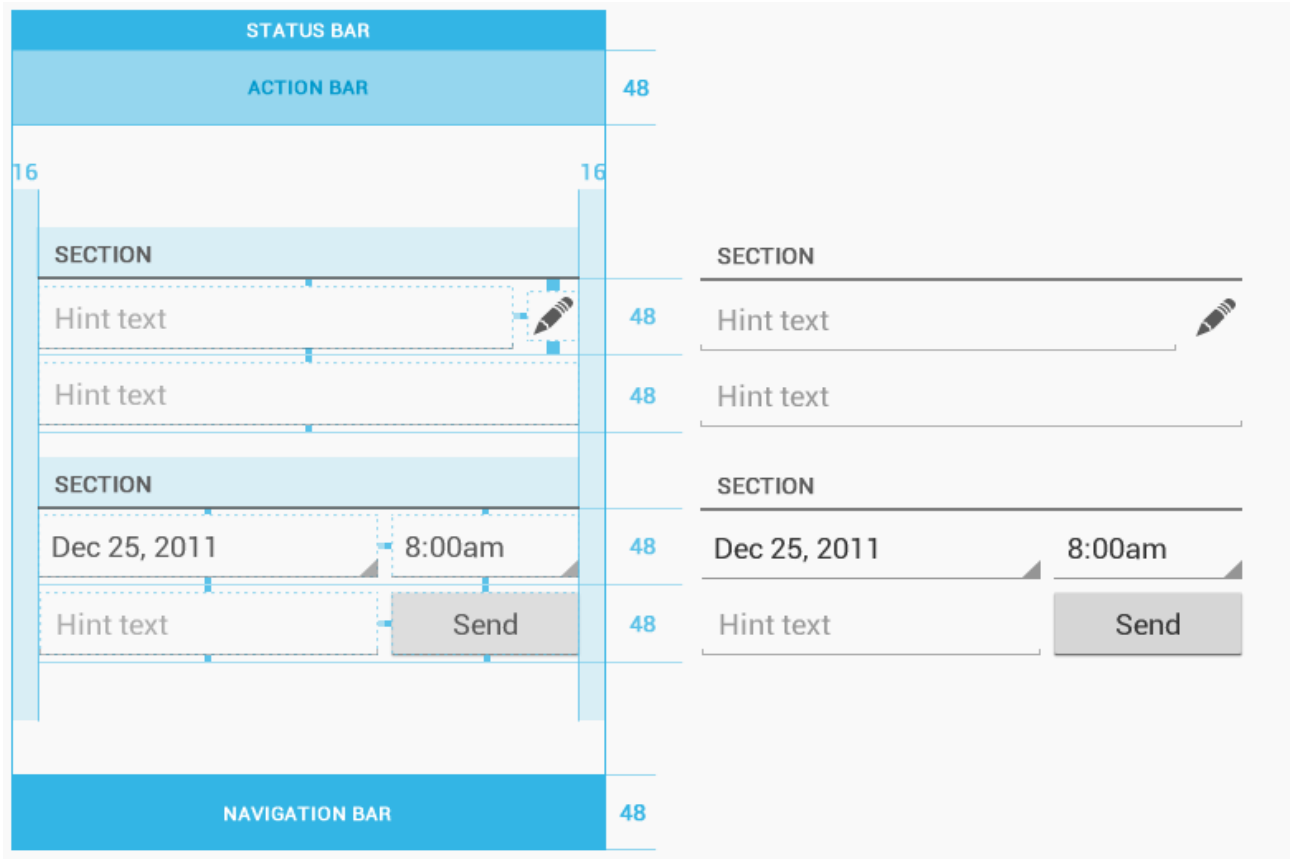 STATUS BAR
ACTION BAR
48
16
16
SECTION
Hint text
48
Hint text
48
SECTION
Dec 25, 2011
8:00am
48
Hint text
Send
48
NAVIGATION BAR
48
SECTION
Hint text
Hint text
SECTION
Dec 25, 2011
8:00am
Hint text
Send